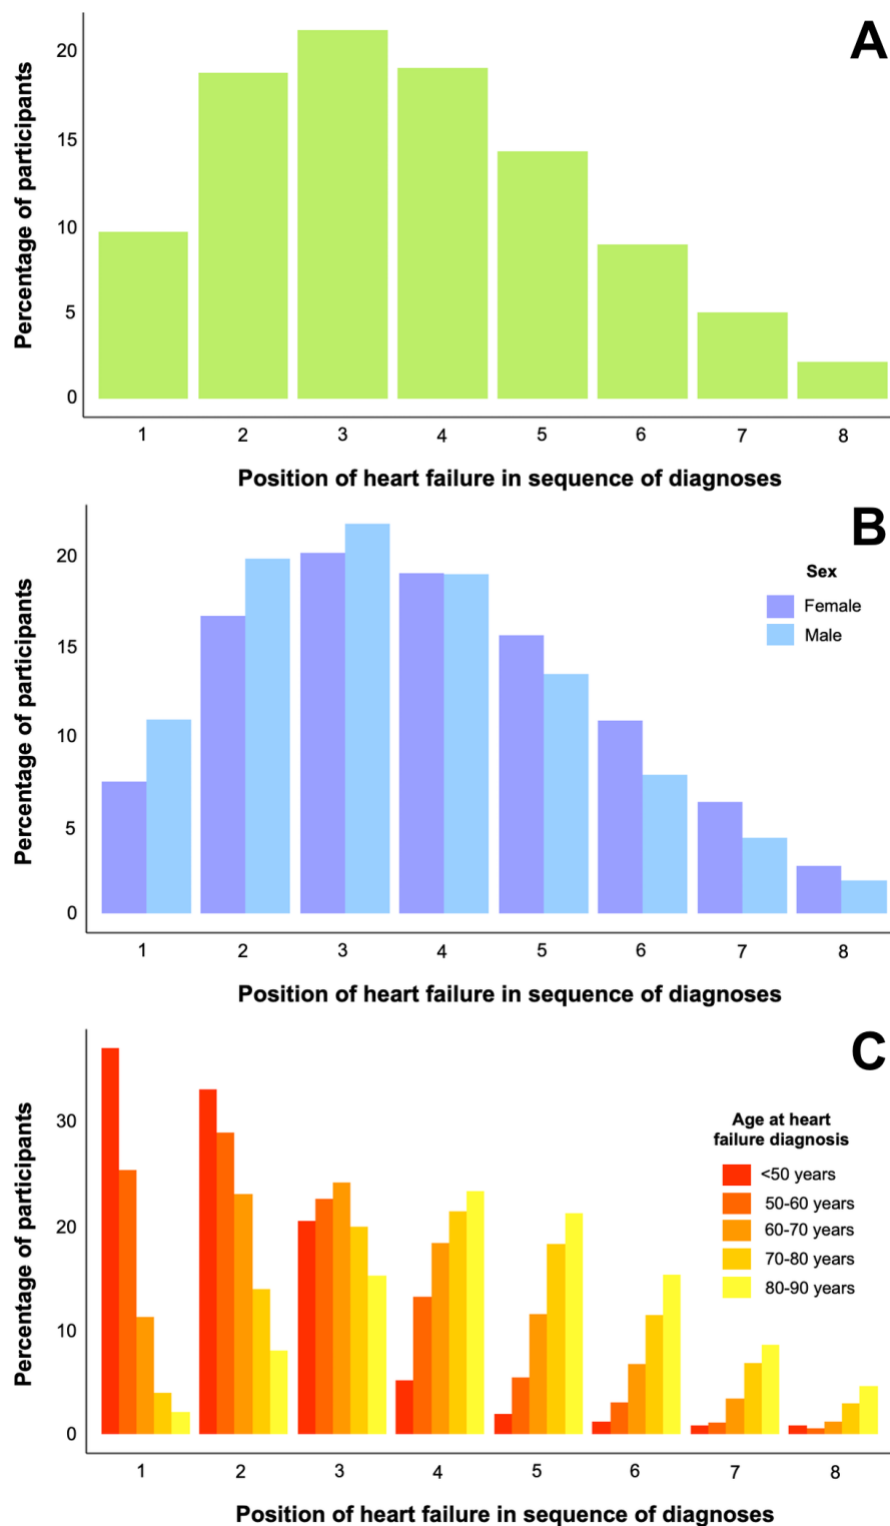 A
Percentage of participants
20
15
10
5
0
1 2 3 4 5 6 7 8
Position of heart failure in sequence of diagnoses
B
Percentage of participants
20
15
10
5
0
Sex
Female
Male
1 2 3 4 5 6 7 8
Position of heart failure in sequence of diagnoses
C
Percentage of participants
30
20
10
0
Age at heart
failure diagnosis
<50 years
50-60 years
60-70 years
70-80 years
80-90 years
1 2 3 4 5 6 7 8
Position of heart failure in sequence of diagnoses